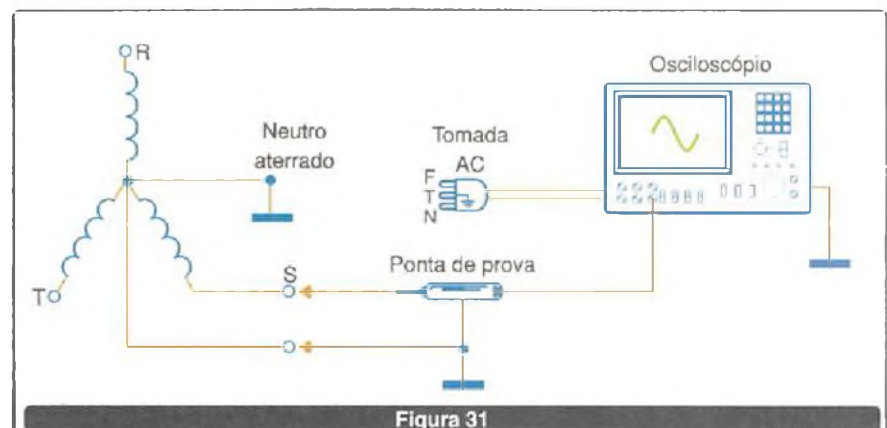 R
Osciloscópio
Neutro
aterrado
Tomada
AC
F
T
N
S
Ponta de prova
T
Figura 31